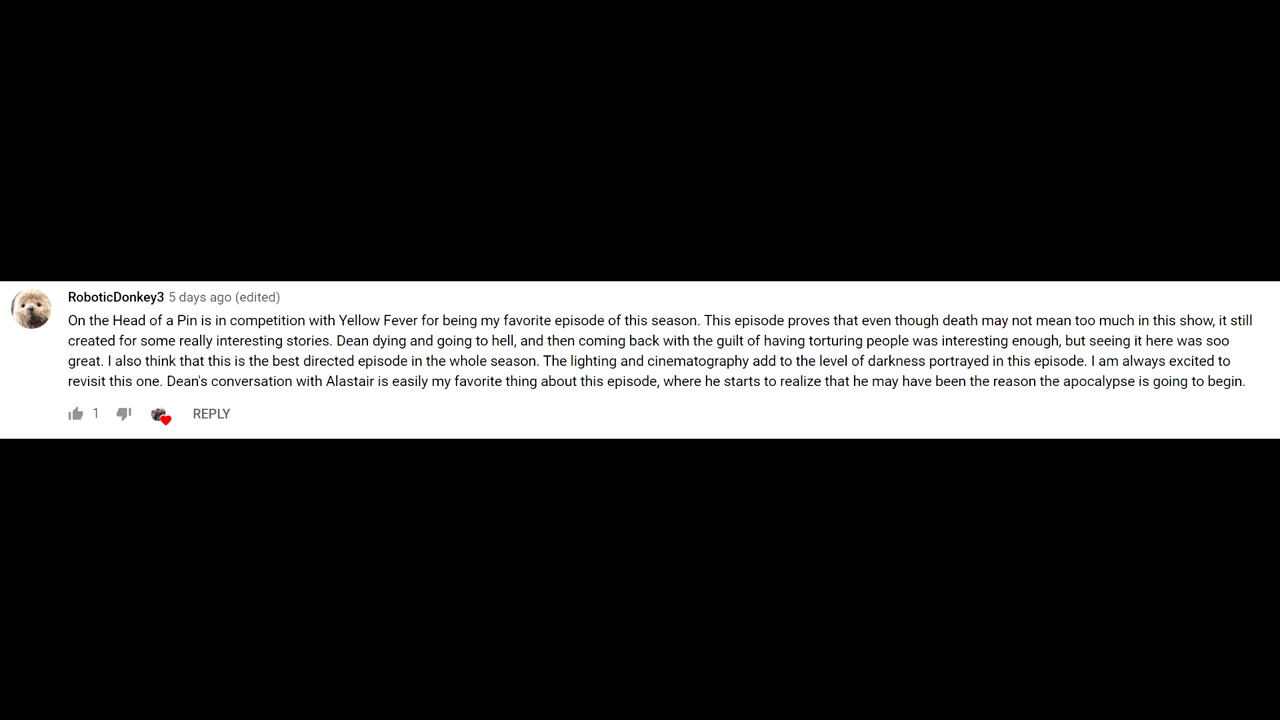 RoboticDonkey3 5 days ago (edited)
On the Head of a Pin is in competition with Yellow Fever for being my favorite episode of this season. This episode proves that even though death may not mean too much in this show, it still
created for some really interesting stories. Dean dying and going to hell, and then coming back with the guilt of having torturing people was interesting enough, but seeing it here was soo
great. I also think that this is the best directed episode in the whole season. The lighting and cinematography add to the level of darkness portrayed in this episode. I am always excited to
revisit this one. Dean's conversation with Alastair is easily my favorite thing about this episode, where he starts to realize that he may have been the reason the apocalypse is going to begin.
1 REPLY